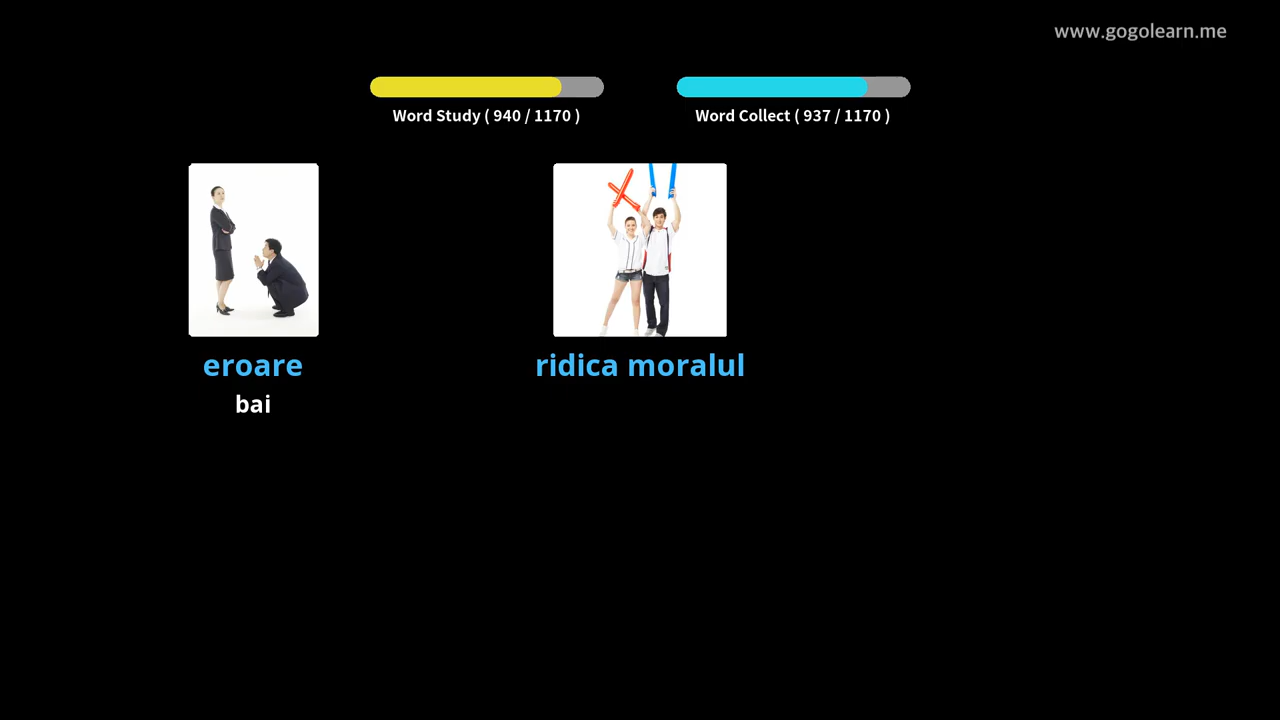 www.gogolearn.me
Word Study ( 940 / 1170 )
Word Collect ( 937 / 1170 )
eroare
bai
ridica moralul